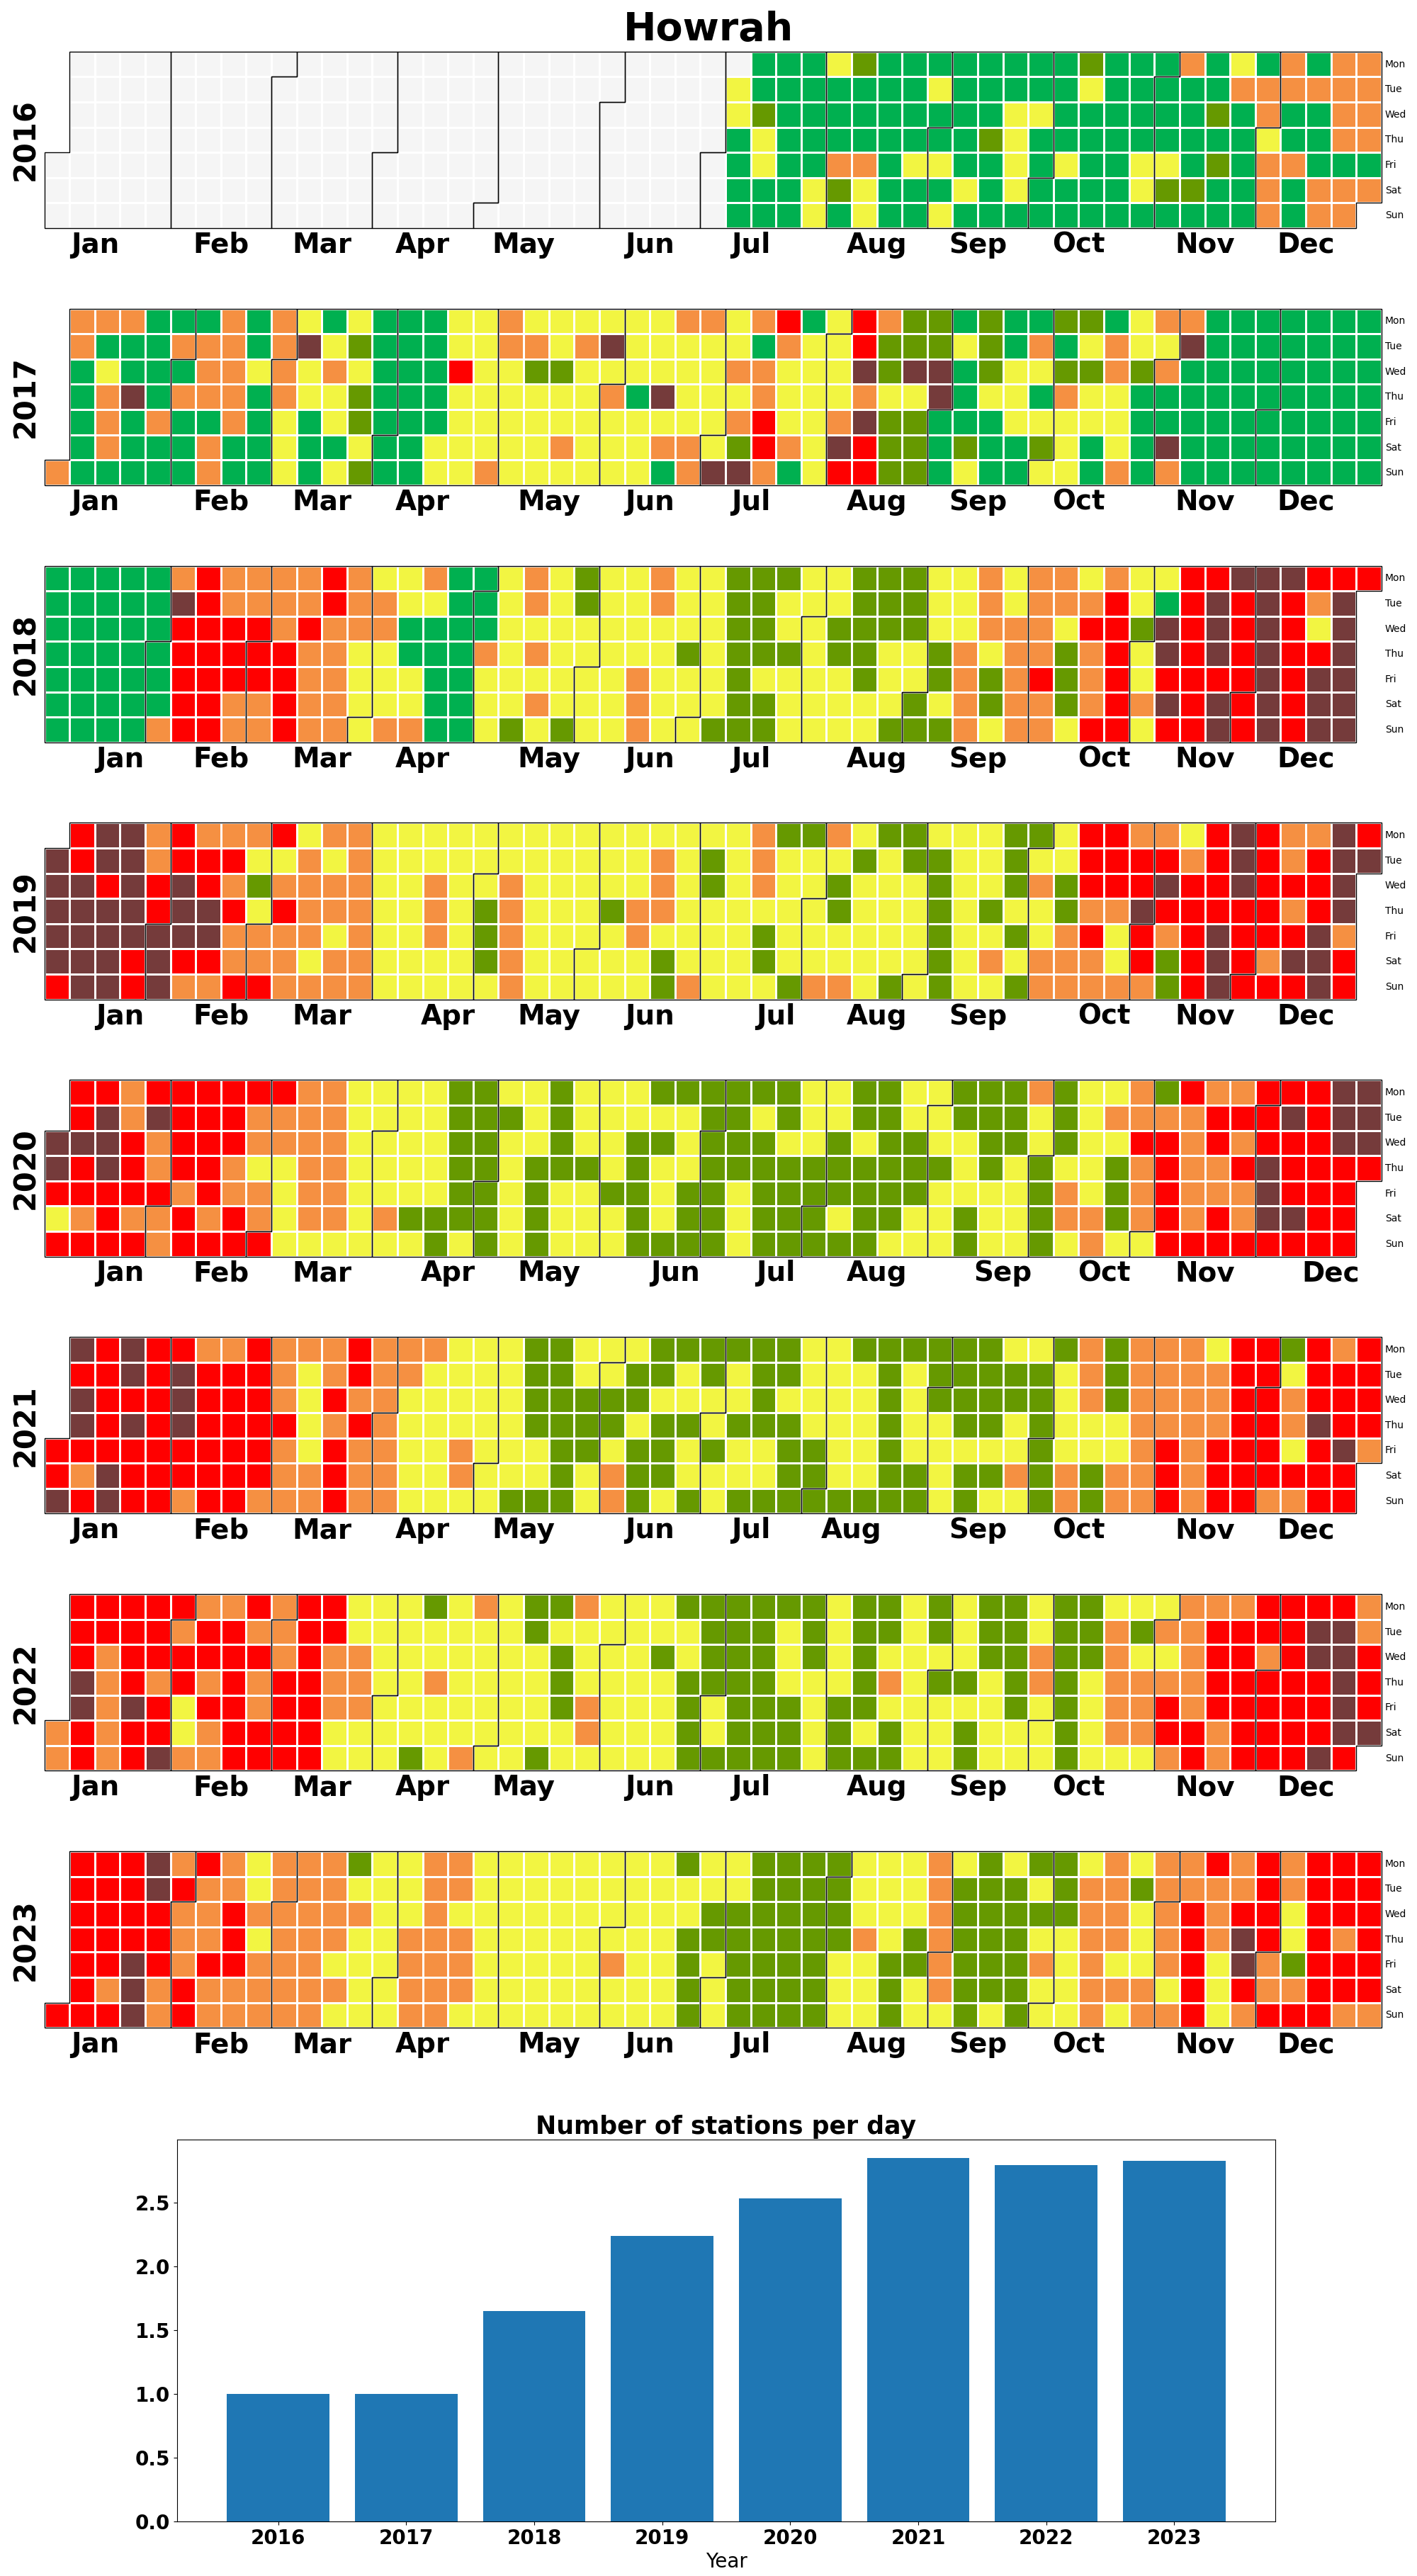 Howrah
2016
Mon
Tue
Wed
Thu
Fri
Sat
Sun
Jan Feb Mar Apr May Jun Jul Aug Sep Oct Nov Dec
2017
Mon
Tue
Wed
Thu
Fri
Sat
Sun
Jan Feb Mar Apr May Jun Jul Aug Sep Oct Nov Dec
2018
Mon
Tue
Wed
Thu
Fri
Sat
Sun
Jan Feb Mar Apr May Jun Jul Aug Sep Oct Nov Dec
2019
Mon
Tue
Wed
Thu
Fri
Sat
Sun
Jan Feb Mar Apr May Jun Jul Aug Sep Oct Nov Dec
2020
Mon
Tue
Wed
Thu
Fri
Sat
Sun
Jan Feb Mar Apr May Jun Jul Aug Sep Oct Nov Dec
2021
Mon
Tue
Wed
Thu
Fri
Sat
Sun
Jan Feb Mar Apr May Jun Jul Aug Sep Oct Nov Dec
2022
Mon
Tue
Wed
Thu
Fri
Sat
Sun
Jan Feb Mar Apr May Jun Jul Aug Sep Oct Nov Dec
2023
Mon
Tue
Wed
Thu
Fri
Sat
Sun
Jan Feb Mar Apr May Jun Jul Aug Sep Oct Nov Dec
Number of stations per day
2.5
2.0
1.5
1.0
0.5
0.0
2016 2017 2018 2019 2020 2021 2022 2023
Year